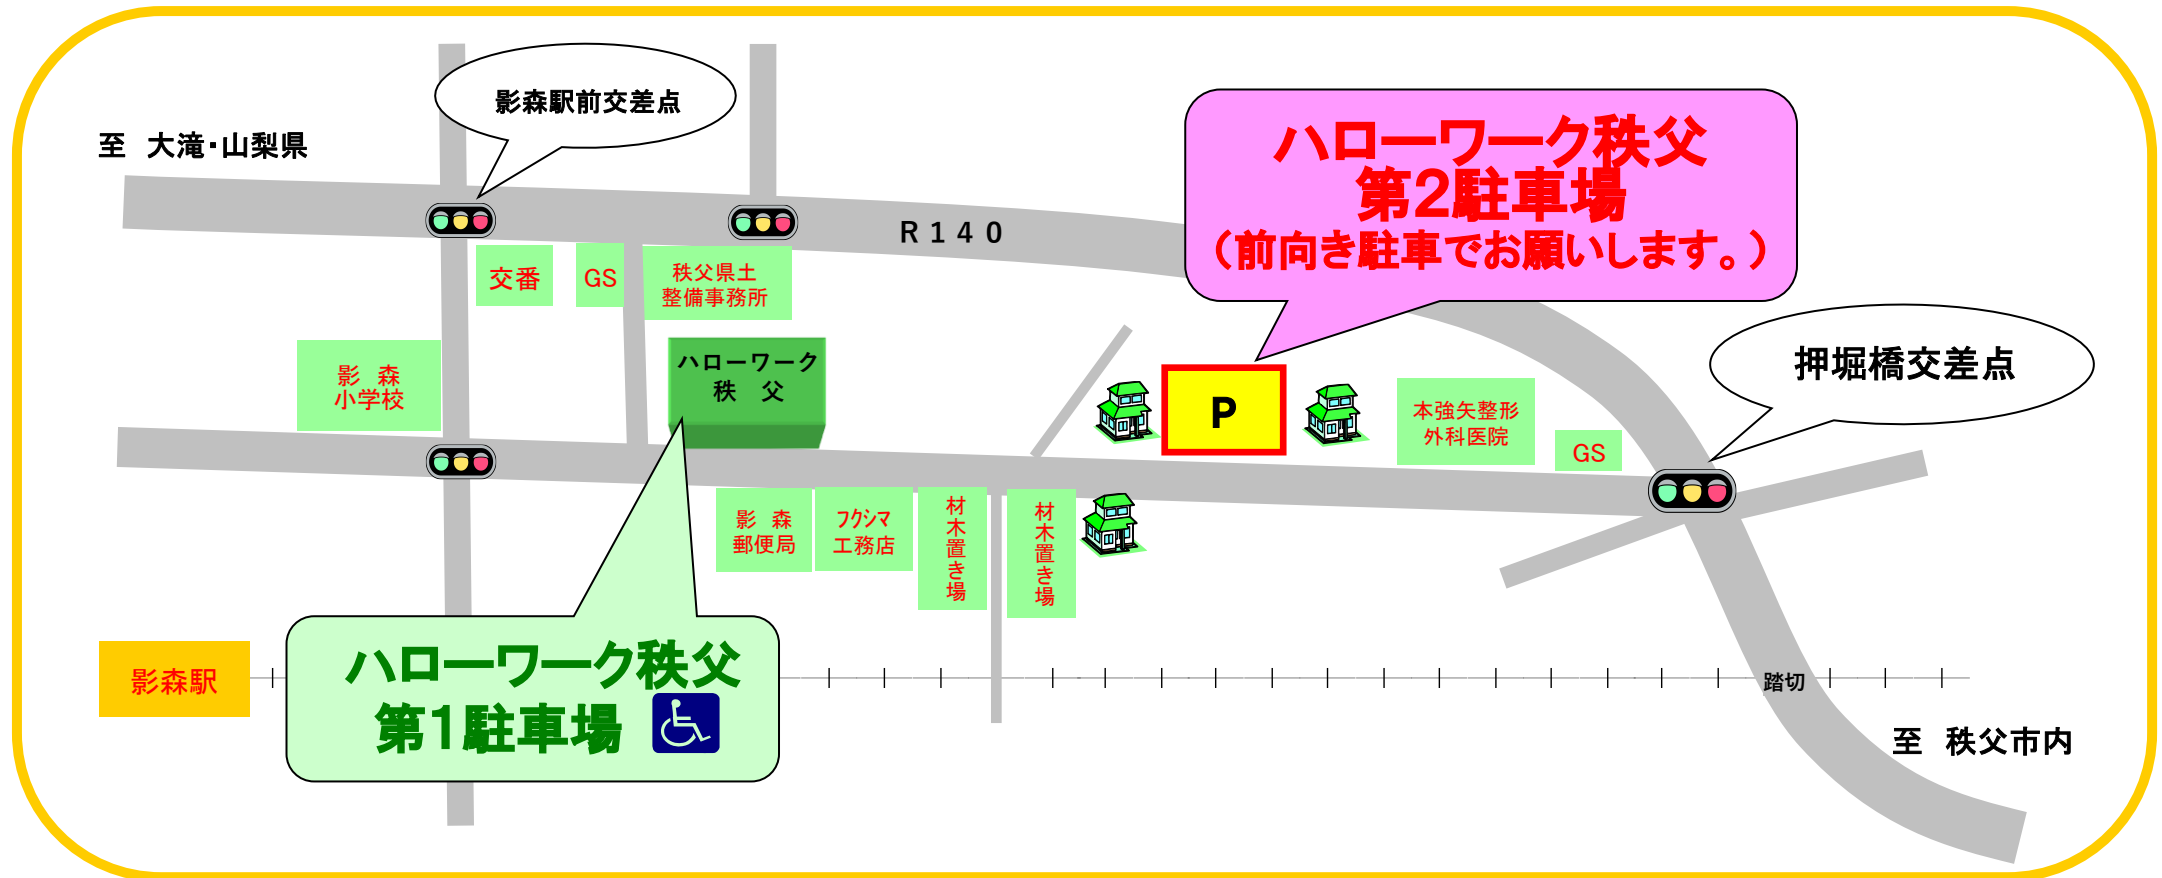 影森駅前交差点
至　大滝・山梨県
ハローワーク秩父
第2駐車場
（前向き駐車でお願いします。）
Ｒ１４０
交番
GS
秩父県土
整備事務所
押堀橋交差点
影　森
小学校
ハローワーク
秩　父
P
本強矢整形
外科医院
GS
影　森
郵便局
フクシマ
工務店
材木置き場
材木置き場
ハローワーク秩父
第1駐車場
影森駅
踏切
至　秩父市内